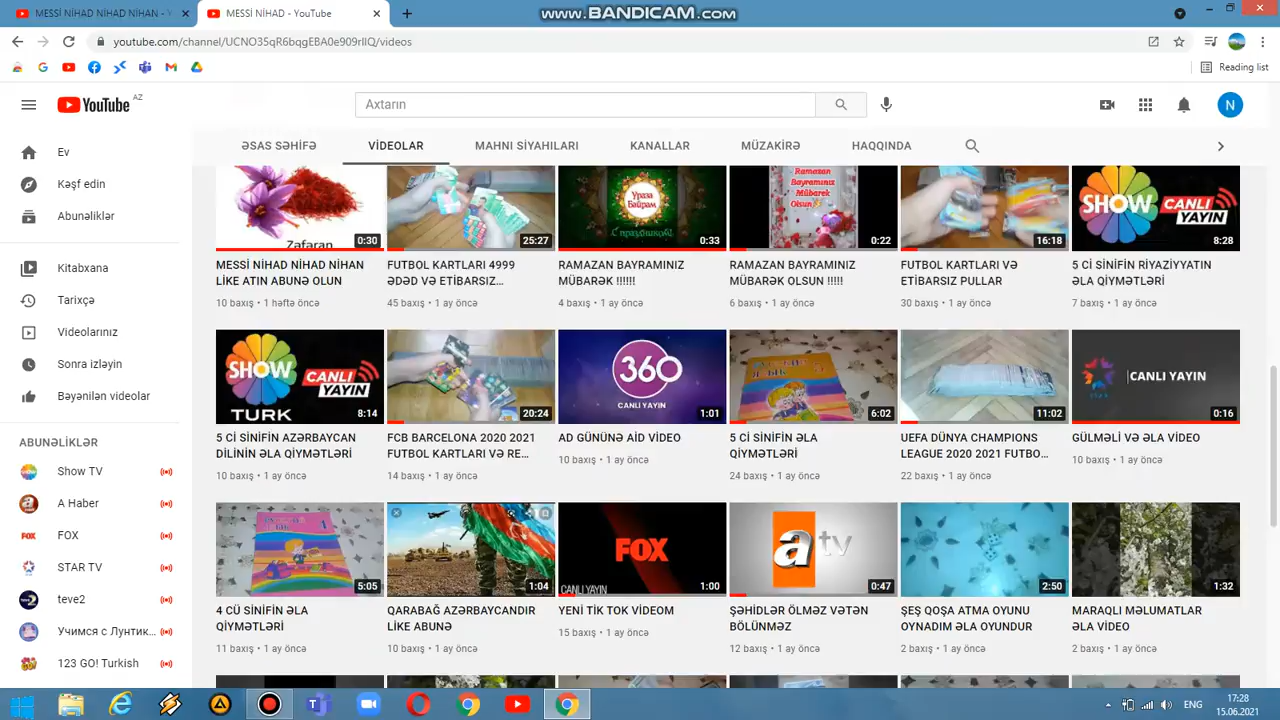 MESSİ NİHAD NİHAD NİHAN - Y
MESSİ NİHAD - YouTube
www.BANDICAM.com
youtube.com/channel/UCNO35qR6bqgEBA0e909rlIQ/videos
Reading list
YouTube AZ
Axtarın
N
ƏSAS SƏHİFƏ
VİDEOLAR
MAHNI SİYAHILARI
KANALLAR
MÜZAKİRƏ
HAQQINDA
Ev
Kəşf edin
Abunəliklər
Kitabxana
Tarixçə
Videolarınız
Sonra izləyin
Bəyənilən videolar
ABUNƏLİKLƏR
Show TV
A Haber
FOX
FOX
STAR TV
teve2
Учимся с Лунтик...
123 GO! Turkish
Zəfəran
0:30
25:27
Ураза
Байрам
С праздником!
0:33
Ramazan
Bayramınız
Mübarek
Olsun
0:22
16:18
SHOW CANLI
YAYIN
8:28
MESSİ NİHAD NİHAD NİHAN
LİKE ATIN ABUNƏ OLUN
10 baxış • 1 həftə öncə
FUTBOL KARTLARI 4999
ƏDƏD VƏ ETİBARSIZ...
45 baxış • 1 ay öncə
RAMAZAN BAYRAMINIZ
MÜBARƏK !!!!!!
4 baxış • 1 ay öncə
RAMAZAN BAYRAMINIZ
MÜBARƏK OLSUN !!!!!
6 baxış • 1 ay öncə
FUTBOL KARTLARI VƏ
ETİBARSIZ PULLAR
30 baxış • 1 ay öncə
5 Cİ SİNİFİN RİYAZİYYATIN
ƏLA QİYMƏTLƏRİ
7 baxış • 1 ay öncə
SHOW CANLI
YAYIN
TURK
8:14
20:24
360
CANLI YAYIN
1:01
6:02
11:02
CANLI YAYIN
0:16
5 Cİ SİNİFİN AZƏRBAYCAN
DİLİNİN ƏLA QİYMƏTLƏRİ
1 ay öncə
FCB BARCELONA 2020 2021
FUTBOL KARTLARI VƏ RE...
14 baxış • 1 ay öncə
AD GÜNÜNƏ AİD VİDEO
10 baxış • 1 ay öncə
5 Cİ SİNİFİN ƏLA
QİYMƏTLƏRİ
24 baxış • 1 ay öncə
UEFA DÜNYA CHAMPIONS
LEAGUE 2020 2021 FUTBO...
22 baxış • 1 ay öncə
GÜLMƏLİ VƏ ƏLA VİDEO
10 baxış • 1 ay öncə
5:05
1:04
FOX
CANLI YAYIN
1:00
a tv
0:47
2:50
1:32
4 CÜ SİNİFİN ƏLA
QİYMƏTLƏRİ
11 baxış • 1 ay öncə
QARABAĞ AZƏRBAYCANDIR
LİKE ABUNƏ
10 baxış • 1 ay öncə
YENİ TİK TOK VİDEOM
15 baxış • 1 ay öncə
ŞƏHİDLƏR ÖLMƏZ VƏTƏN
BÖLÜNMƏZ
12 baxış • 1 ay öncə
ŞEŞ QOŞA ATMA OYUNU
OYNADIM ƏLA OYUNDUR
2 baxış • 1 ay öncə
MARAQLI MƏLUMATLAR
ƏLA VİDEO
2 baxış • 1 ay öncə
ENG
17:28
15.06.2021